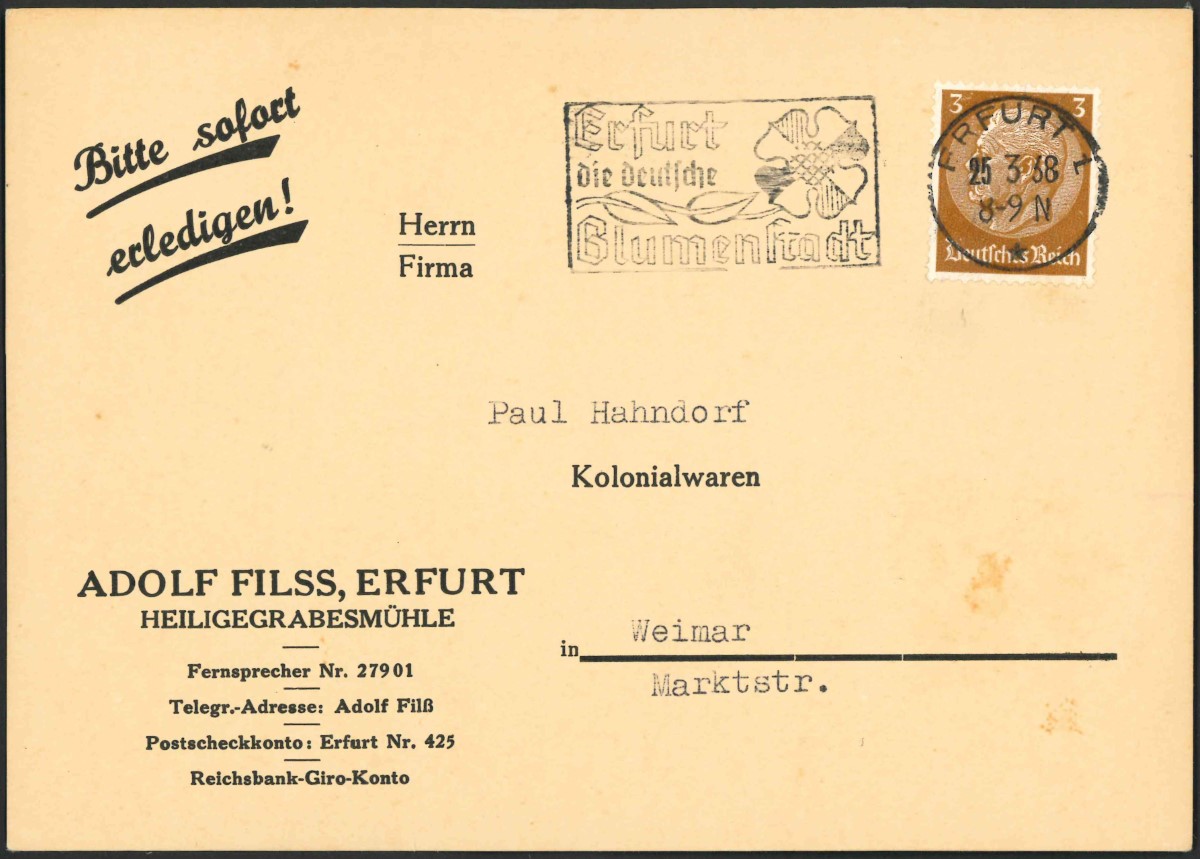 Bitte sofort
erledigen!
Herrn
Firma
Erfurt
die deutsche
Blumenstadt
3 3
ERFURT 1
25 3.38
8-9 N
Deutsches Reich
Paul Hahndorf
Kolonialwaren
ADOLF FILSS, ERFURT
HEILIGEGRABESMÜHLE
Fernsprecher Nr. 27901
Telegr.-Adresse: Adolf Filß
Postscheckkonto: Erfurt Nr. 425
Reichsbank-Giro-Konto
in Weimar
Marktstr.